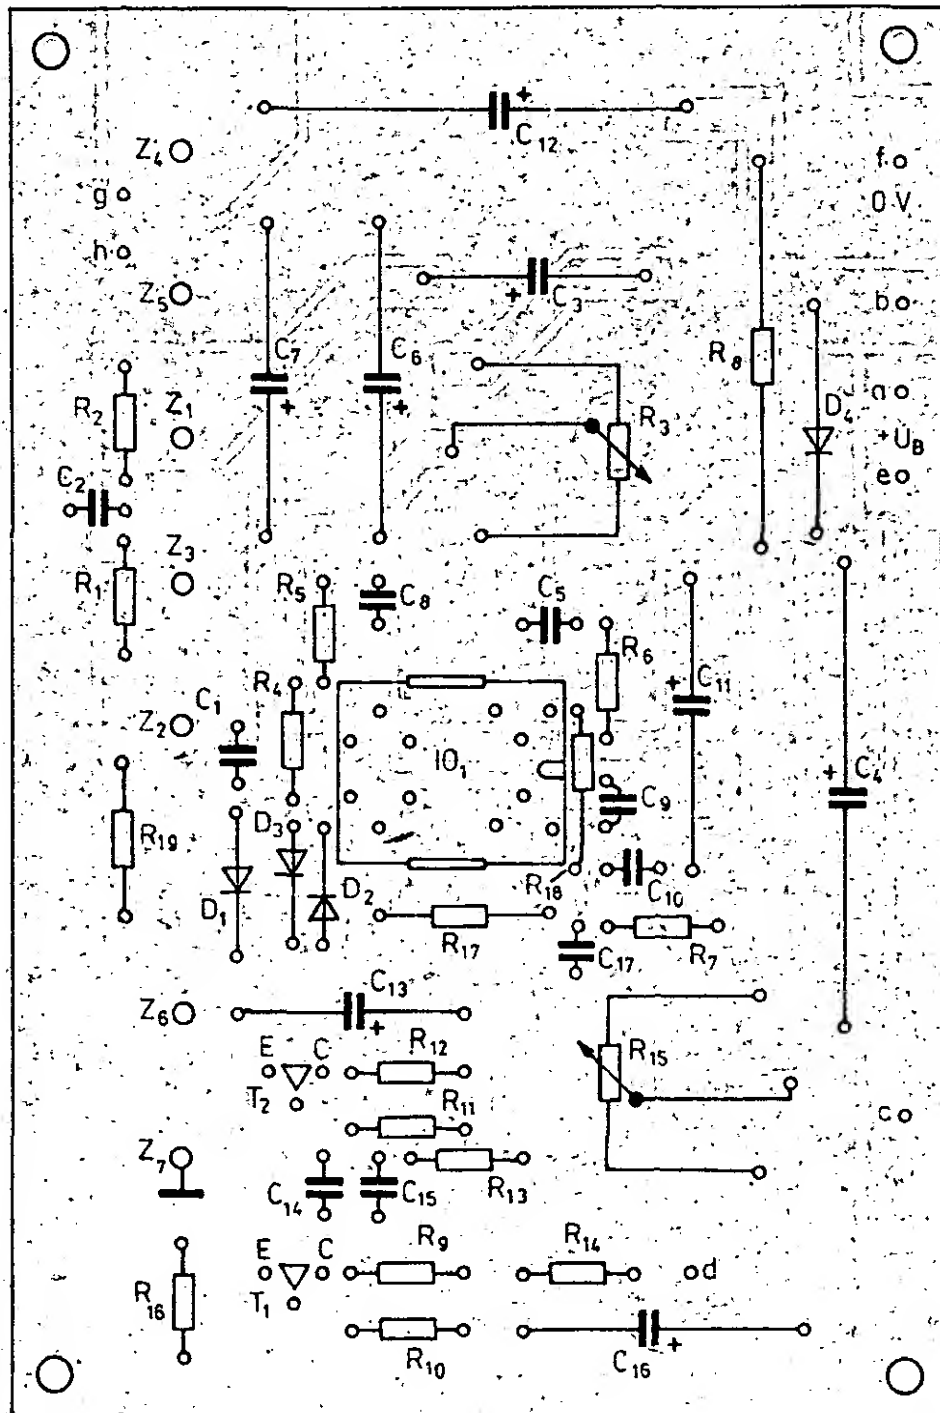 +
C12
Z4
f
g
0 V
h
Z5
+
C3
b
C7
C6
R8
R2
Z1
+
+
R3
a
D4
+UB
C2
e
Z3
R1
R5
C8
C5
R6
R4
C1
+
C11
Z2
IO1
+
C4
C9
R19
D3
R18
C10
D1
D2
R17
C17
R7
Z6
C13
+
R12
R15
E
C
T2
R11
c
Z7
C14
C15
R13
E
C
R9
R14
d
R16
T1
R10
C16
+